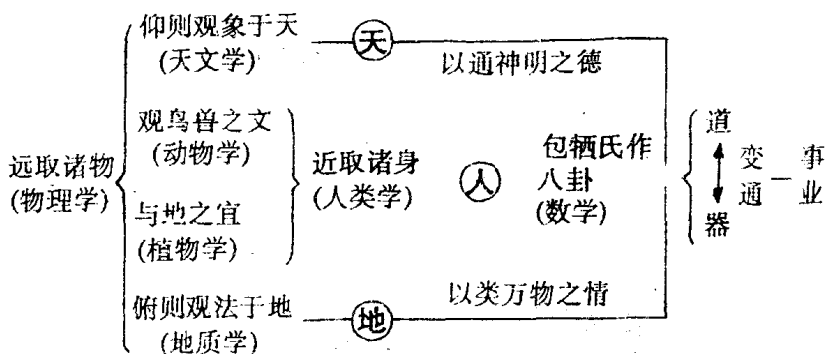 仰则观象于天
(天文学)
天
以通神明之德
观鸟兽之文
(动物学)
远取诸物
(物理学)
近取诸身
(人类学)
人
包牺氏作
八卦
(数学)
道
器
变
通
事
业
与地之宜
(植物学)
俯则观法于地
(地质学)
地
以类万物之情